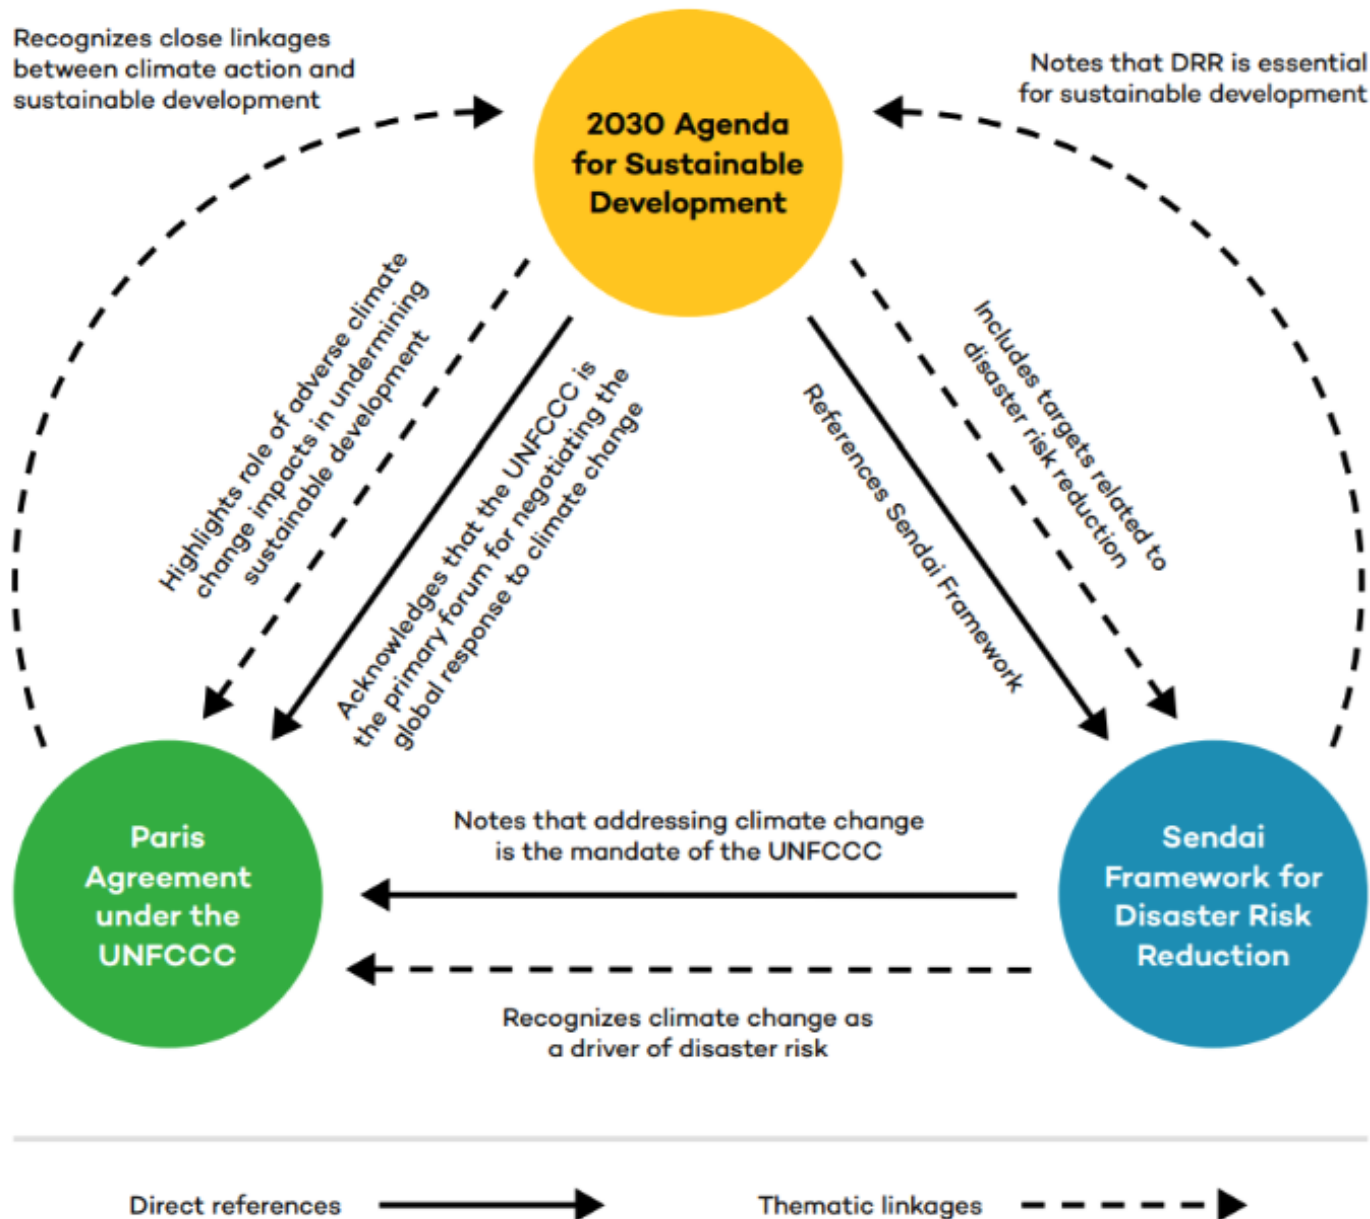 Recognizes close linkages
between climate action and
sustainable development
Notes that DRR is essential
for sustainable development
2030 Agenda
for Sustainable
Development
Highlights role of adverse climate
change impacts in undermining
sustainable development
Acknowledges that the UNFCCC is
the primary forum for negotiating the
global response to climate change
References Sendai Framework
Includes targets related to
disaster risk reduction
Paris
Agreement
under the
UNFCCC
Notes that addressing climate change
is the mandate of the UNFCCC
Recognizes climate change as
a driver of disaster risk
Sendai
Framework for
Disaster Risk
Reduction
Direct references
Thematic linkages